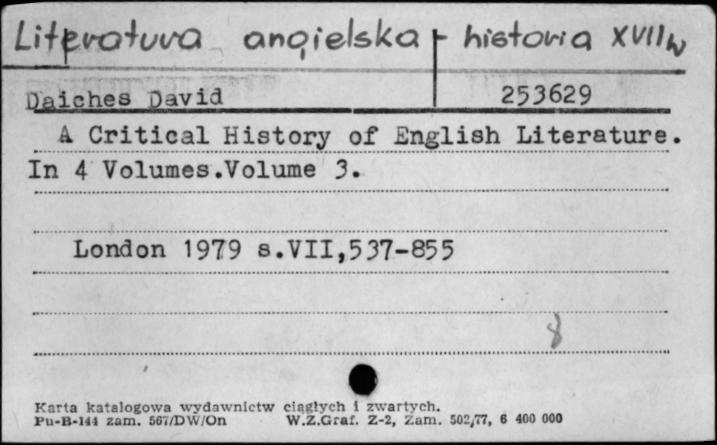 Literatura angielska - historia XVII w
Daiches David 253629
A Critical History of English Literature.
In 4 Volumes.Volume 3.
London 1979 s.VII,537-855
8
Karta katalogowa wydawnictw ciągłych i zwartych.
Pu-B-144 zam. 567/DW/On W.Z.Graf. Z-2, Zam. 502/77, 6 400 000